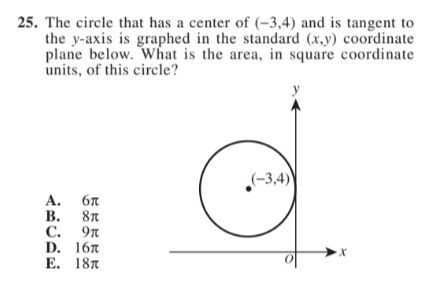 25. The circle that has a center of (−3,4) and is tangent to
the y-axis is graphed in the standard (x,y) coordinate
plane below. What is the area, in square coordinate
units, of this circle?
y
(−3,4)
A. 6π
B. 8π
C. 9π
D. 16π
E. 18π
O
x